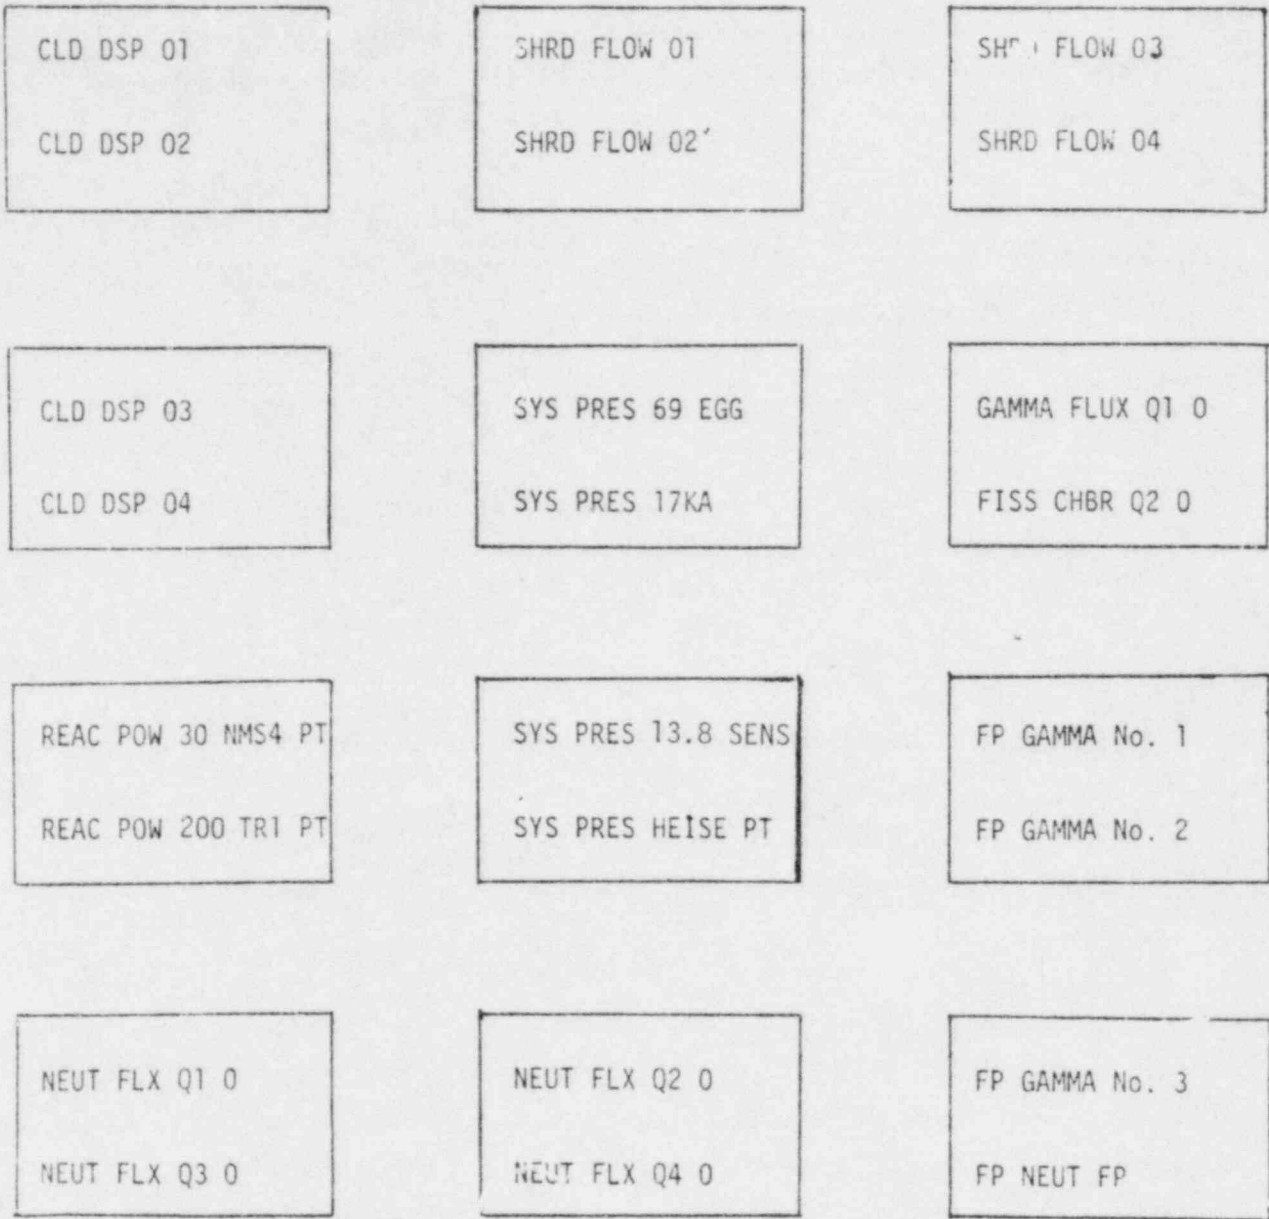 CLD DSP 01
CLD DSP 02
SHRD FLOW 01
SHRD FLOW 02
FLOW 03
SHRD FLOW 04
CLD DSP 03
CLD DSP 04
SYS PRES 69 EGG
SYS PRES 17KA
GAMMA FLUX Q1 0
FISS CHBR Q2 0
REAC POW 30 NMS4 PT
REAC POW 200 TR1 PT
SYS PRES 13.8 SENS
SYS PRES HEISE PT
FP GAMMA No. 1
FP GAMMA No. 2
NEUT FLX Q1 0
NEUT FLX Q3 0
NEUT FLX Q2 0
NEUT FLX Q4 0
FP GAMMA No. 3
FP NEUT FP